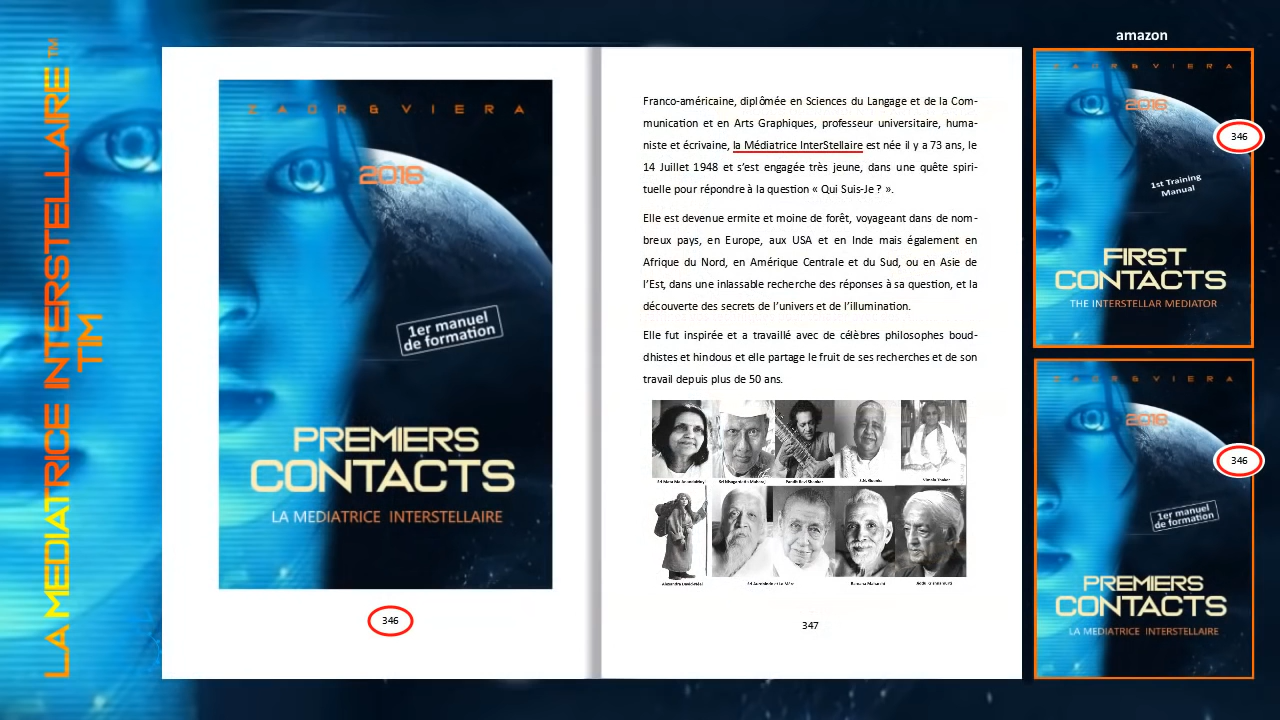 LA MEDIATRICE INTERSTELLAIRE™
TIM
ZAOR & VIERA
2016
1er manuel
de formation
PREMIERS
CONTACTS
LA MEDIATRICE INTERSTELLAIRE
346
Franco-américaine, diplômée en Sciences du Langage et de la Com-
munication et en Arts Graphiques, professeur universitaire, huma-
niste et écrivaine, la Médiatrice InterStellaire est née il y a 73 ans, le
14 Juillet 1948 et s’est engagée très jeune, dans une quête spiri-
tuelle pour répondre à la question « Qui Suis-Je ? ».
Elle est devenue ermite et moine de forêt, voyageant dans de nom-
breux pays, en Europe, aux USA et en Inde mais également en
Afrique du Nord, en Amérique Centrale et du Sud, ou en Asie de
l’Est, dans une inlassable recherche des réponses à sa question, et la
découverte des secrets de l’univers et de l’illumination.
Elle fut inspirée et a travaillé avec de célèbres philosophes boud-
dhistes et hindous et elle partage le fruit de ses recherches et de son
travail depuis plus de 50 ans.
347
amazon
2016
346
1st Training
Manual
FIRST
CONTACTS
THE INTERSTELLAR MEDIATOR
2016
346
1er manuel
de formation
PREMIERS
CONTACTS
LA MEDIATRICE INTERSTELLAIRE